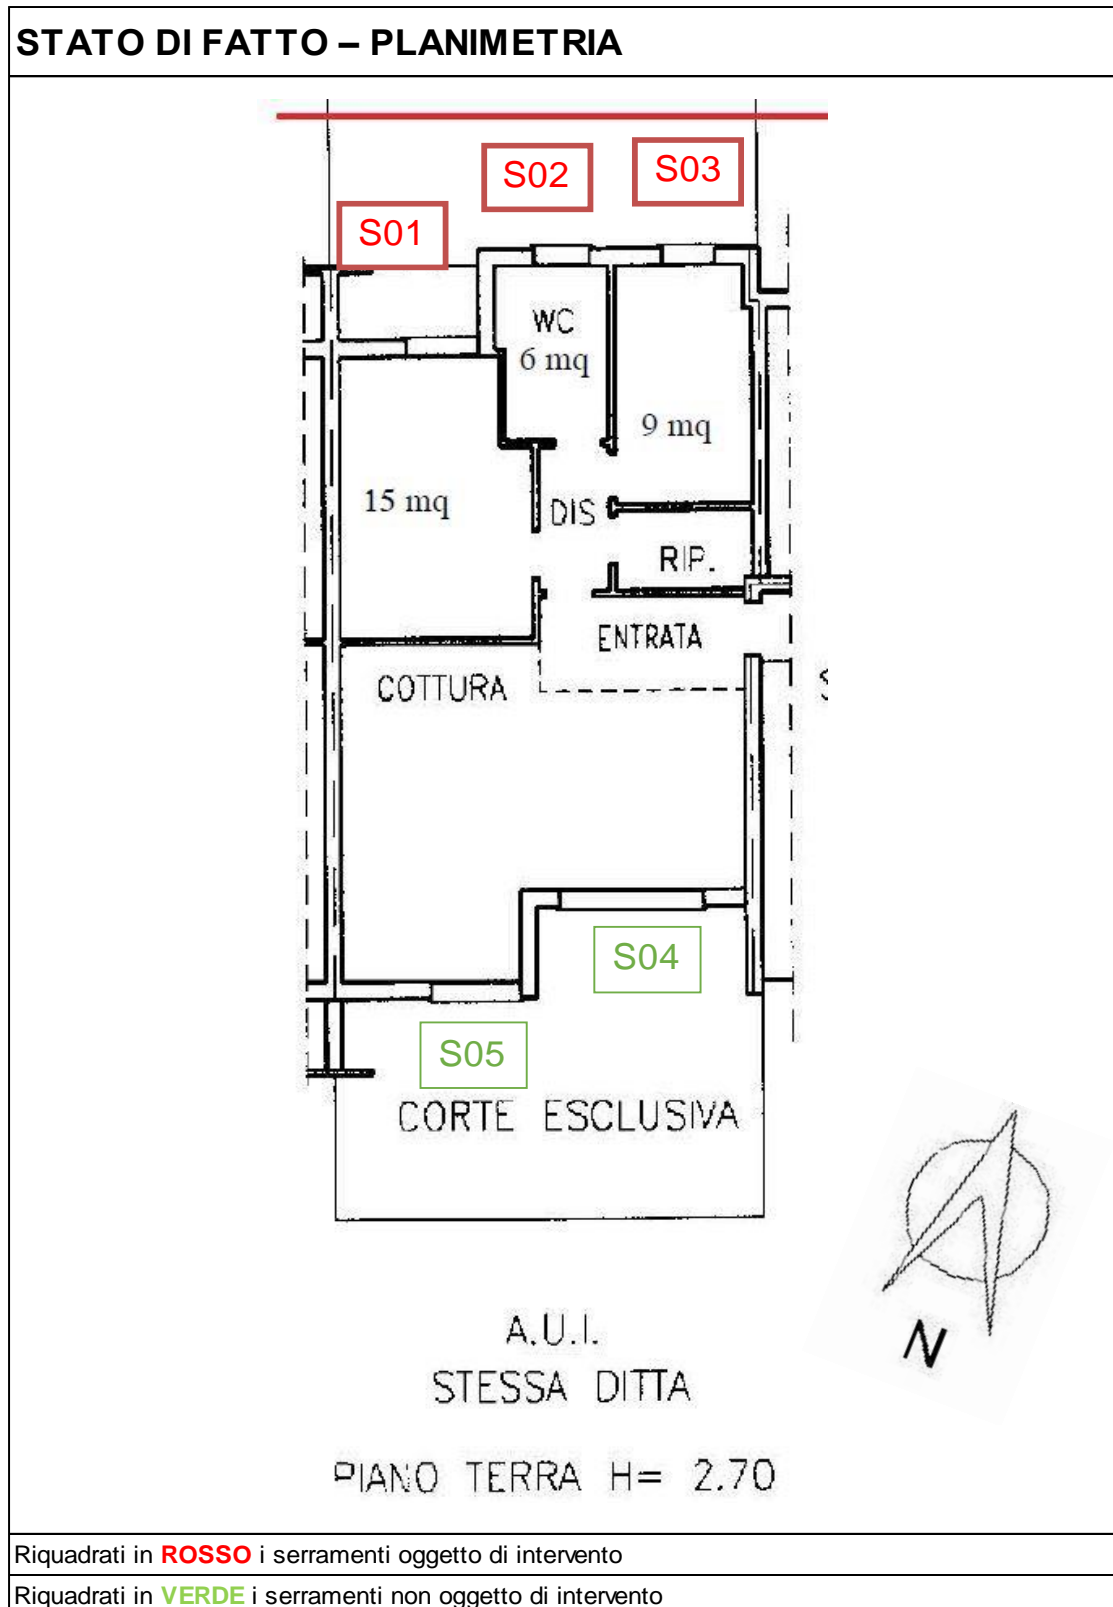 STATO DI FATTO – PLANIMETRIA
S02
S03
S01
WC
6 mq
9 mq
15 mq
DIS
RIP.
ENTRATA
COTTURA
S
S04
S05
CORTE ESCLUSIVA
N
A.U.I.
STESSA DITTA
PIANO TERRA H= 2.70
Riquadrati in ROSSO i serramenti oggetto di intervento
Riquadrati in VERDE i serramenti non oggetto di intervento